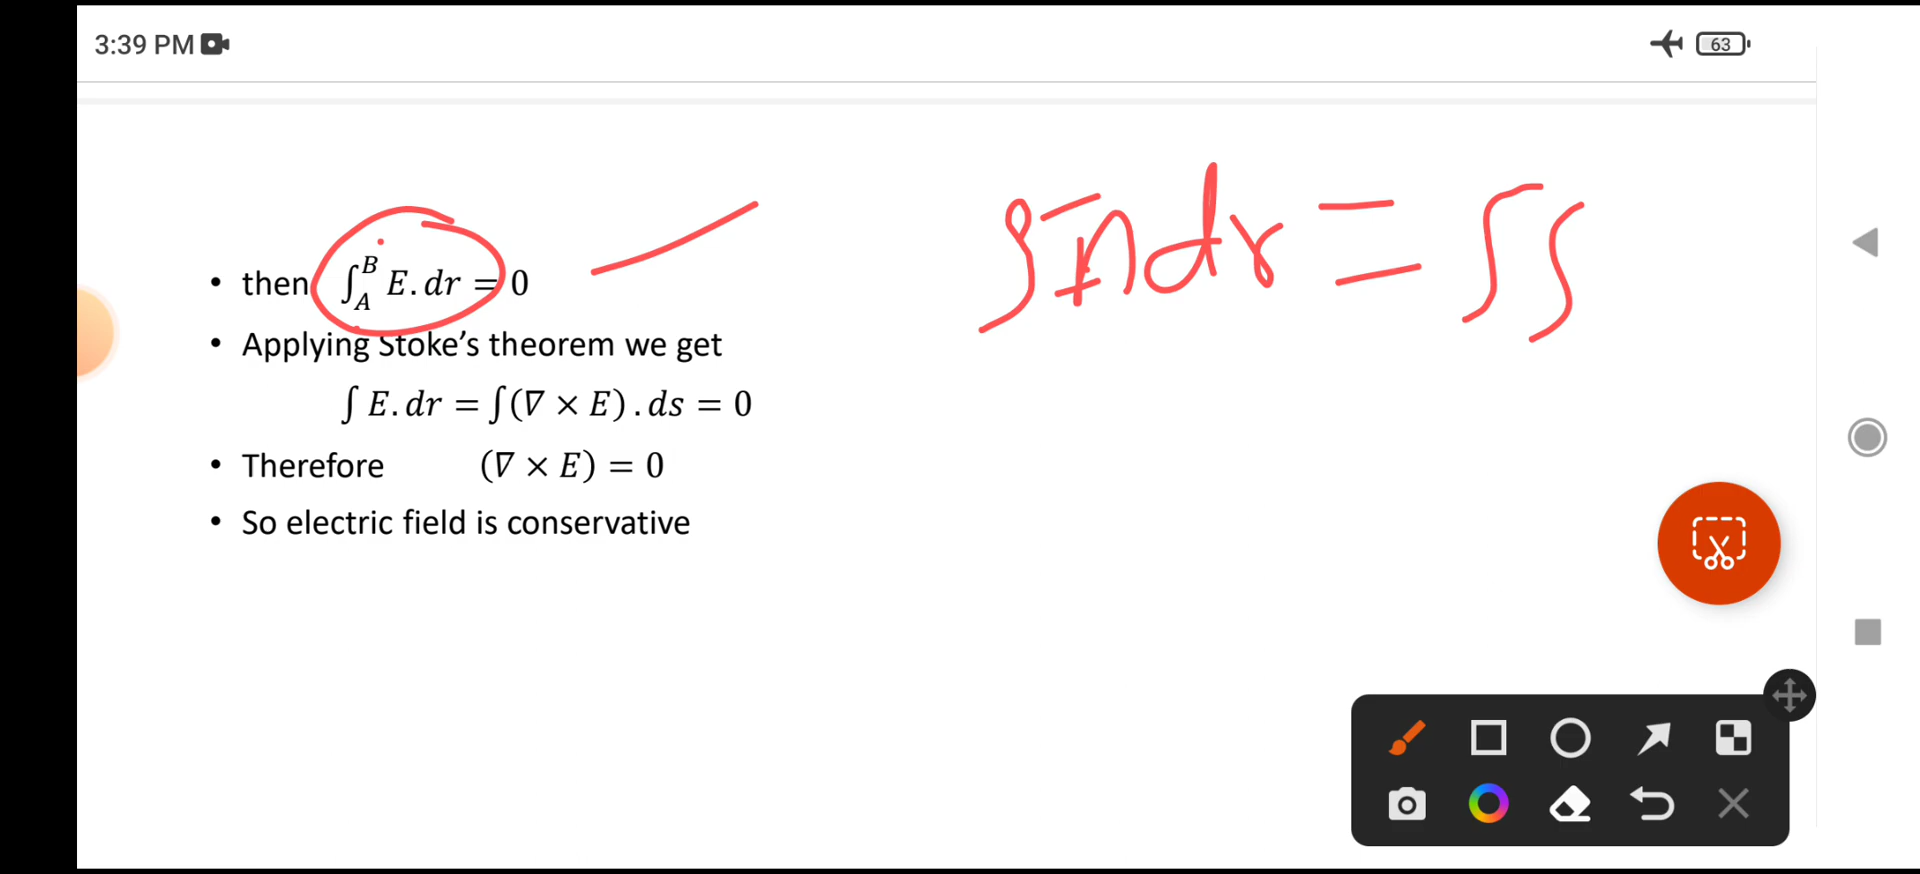 3:39 PM
63
• then ∫_A^B E.dr = 0
• Applying Stoke's theorem we get
∫ E.dr = ∫(∇ × E).ds = 0
• Therefore (∇ × E) = 0
• So electric field is conservative